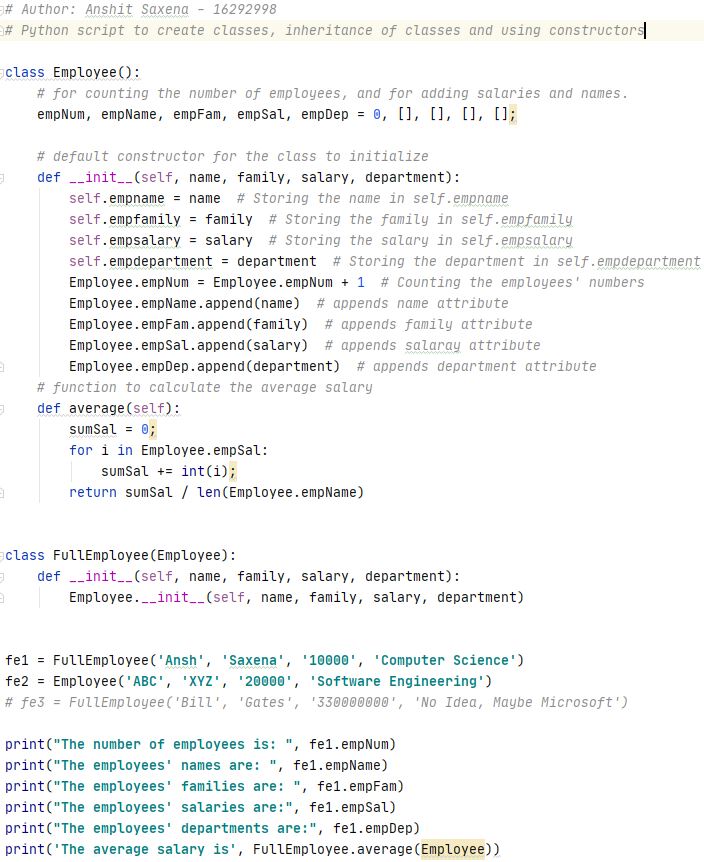 # Author: Anshit Saxena - 16292998
# Python script to create classes, inheritance of classes and using constructors
class Employee():
    # for counting the number of employees, and for adding salaries and names.
    empNum, empName, empFam, empSal, empDep = 0, [], [], [], [];
    # default constructor for the class to initialize
    def __init__(self, name, family, salary, department):
        self.empname = name  # Storing the name in self.empname
        self.empfamily = family  # Storing the family in self.empfamily
        self.empsalary = salary  # Storing the salary in self.empsalary
        self.empdepartment = department  # Storing the department in self.empdepartment
        Employee.empNum = Employee.empNum + 1  # Counting the employees' numbers
        Employee.empName.append(name)  # appends name attribute
        Employee.empFam.append(family)  # appends family attribute
        Employee.empSal.append(salary)  # appends salaray attribute
        Employee.empDep.append(department)  # appends department attribute
    # function to calculate the average salary
    def average(self):
        sumSal = 0;
        for i in Employee.empSal:
            sumSal += int(i);
        return sumSal / len(Employee.empName)
class FullEmployee(Employee):
    def __init__(self, name, family, salary, department):
        Employee.__init__(self, name, family, salary, department)
fe1 = FullEmployee('Ansh', 'Saxena', '10000', 'Computer Science')
fe2 = Employee('ABC', 'XYZ', '20000', 'Software Engineering')
# fe3 = FullEmployee('Bill', 'Gates', '330000000', 'No Idea, Maybe Microsoft')
print("The number of employees is: ", fe1.empNum)
print("The employees' names are: ", fe1.empName)
print("The employees' families are: ", fe1.empFam)
print("The employees' salaries are:", fe1.empSal)
print("The employees' departments are:", fe1.empDep)
print('The average salary is', FullEmployee.average(Employee))